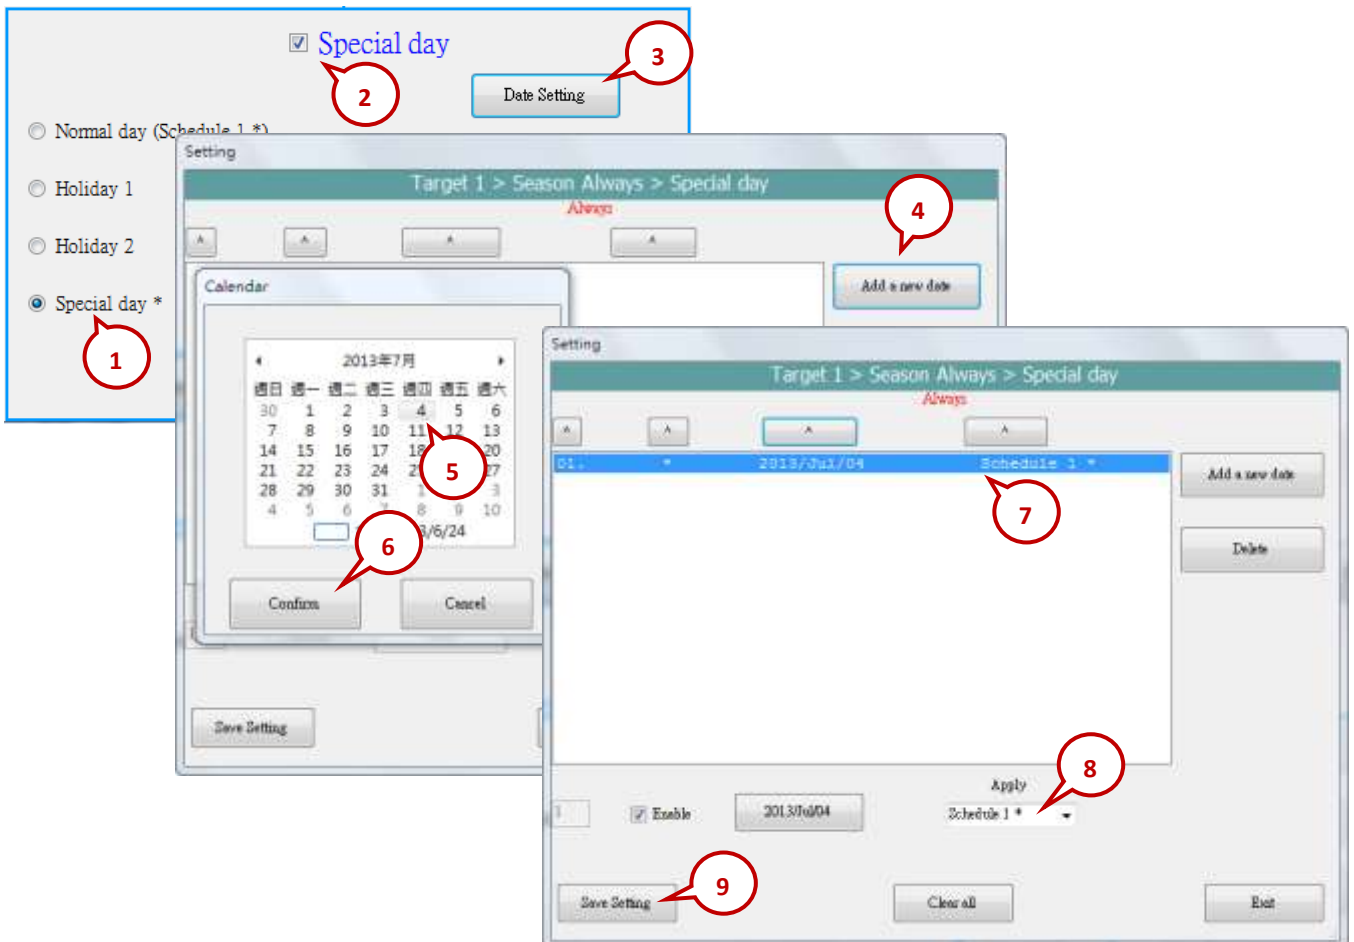 Special day
3
2
Date Setting
Normal day (Schedule 1 *)
Holiday 1
Holiday 2
Special day *
1
Setting
Target 1 > Season Always > Special day
Always
4
^ ^ ^ ^
Add a new date
Calendar
2013年7月
週日 週一 週二 週三 週四 週五 週六
30 1 2 3 4 5 6
7 8 9 10 11 12 13
14 15 16 17 18 20
21 22 23 24 27
28 29 30 31 1 3
4 5 6 7 8 9 10
/6/24
5
6
Confirm
Cancel
Save Setting
Setting
Target 1 > Season Always > Special day
Always
^ ^ ^ ^
01. * 2013/Jul/04 Schedule 1 *
7
Add a new date
Delete
8
Apply
1
Enable
2013/Jul/04
Schedule 1 *
9
Save Setting
Clear all
Exit